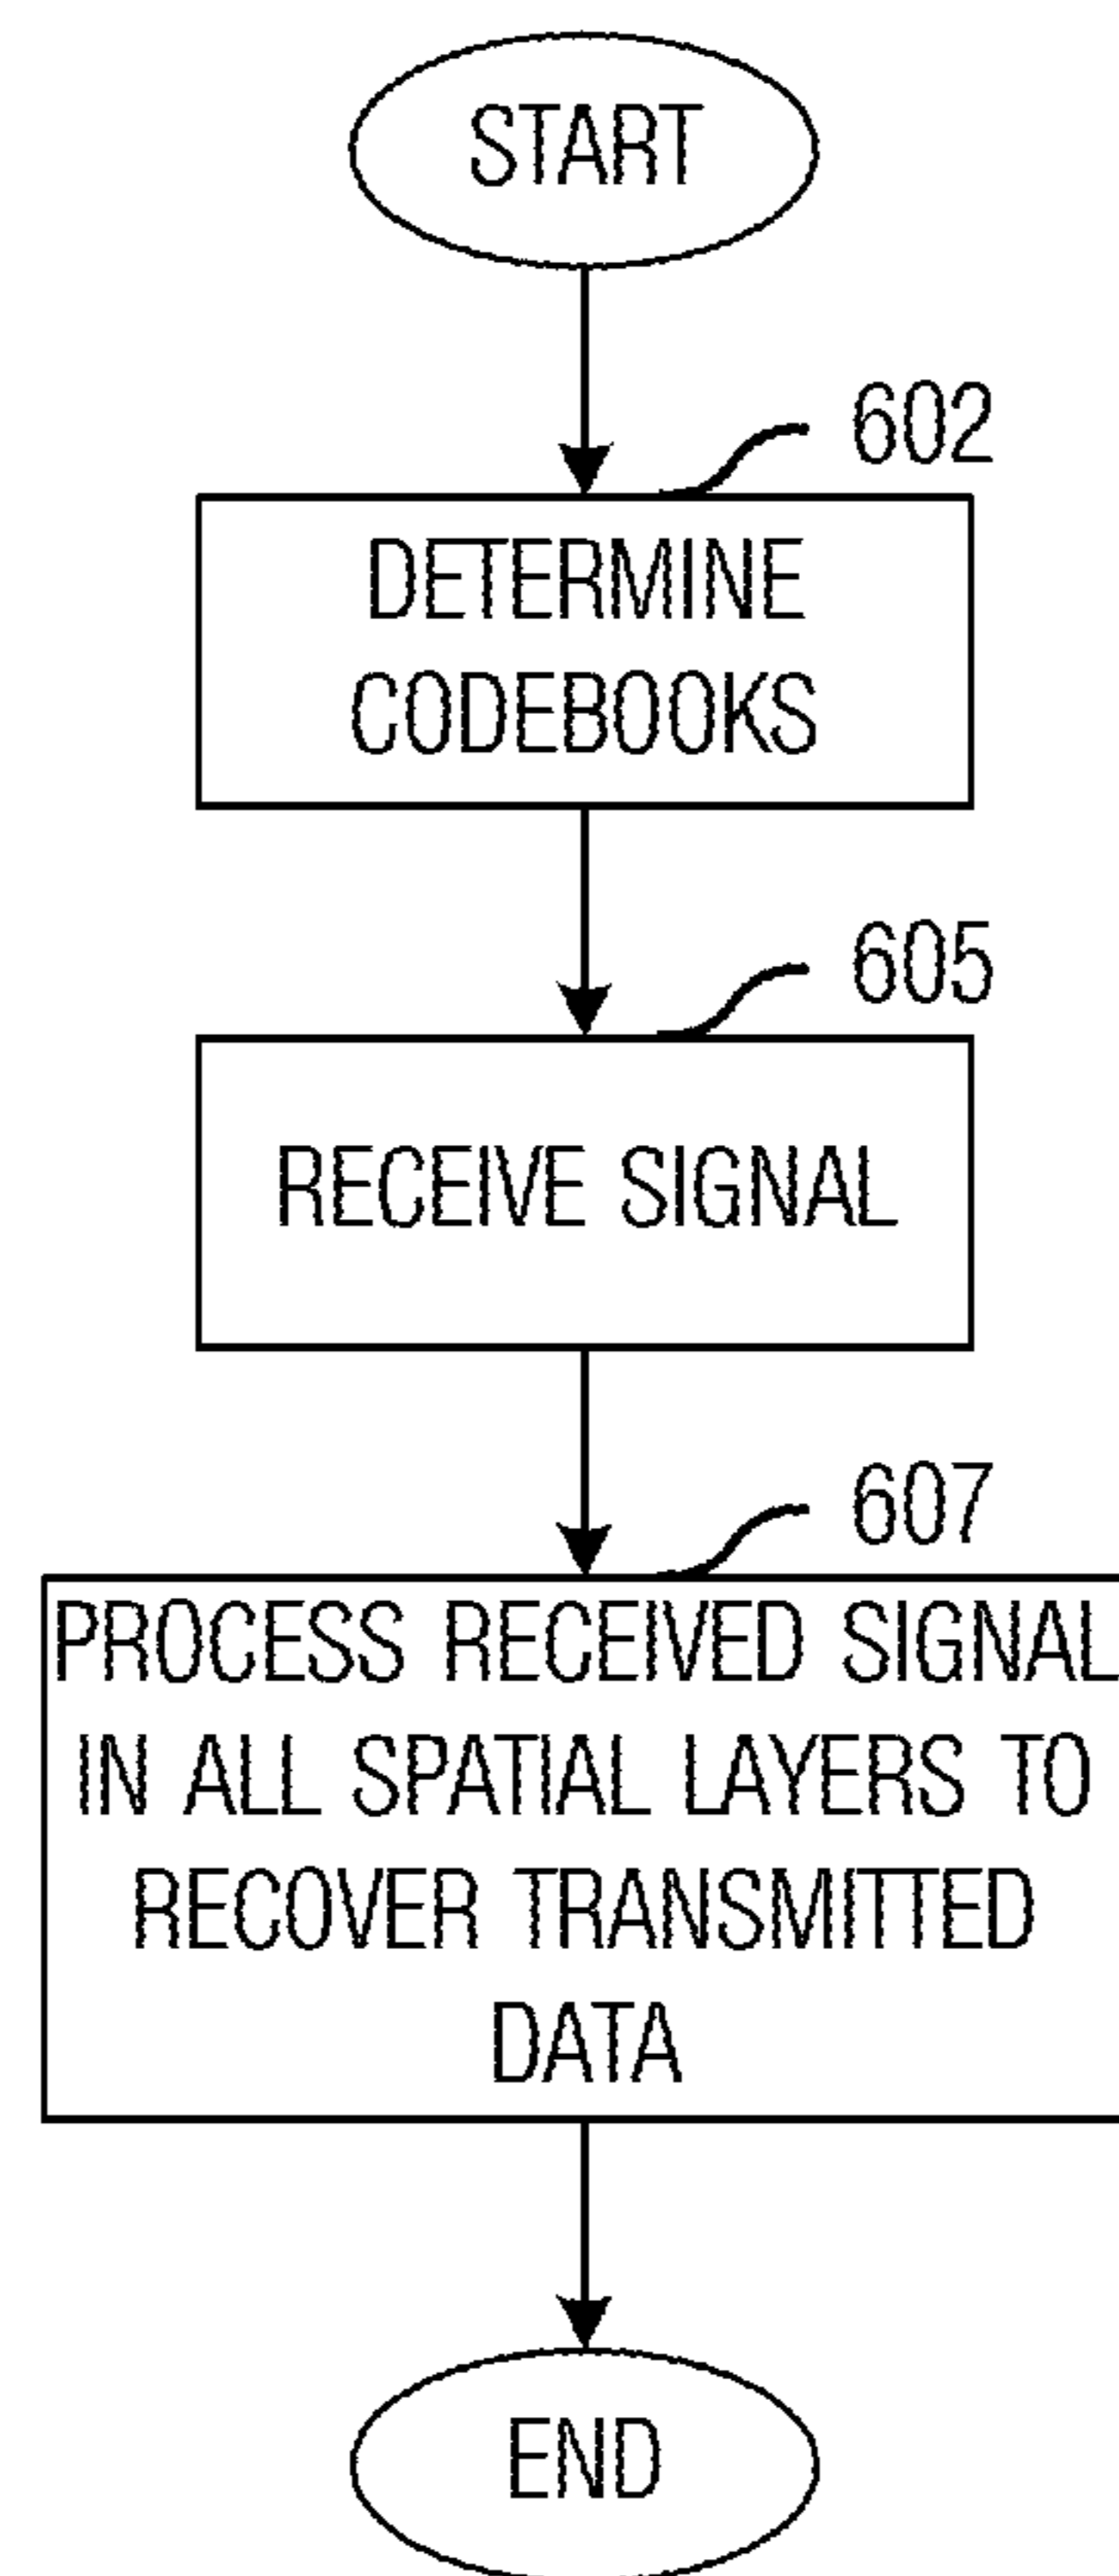 START
602
DETERMINE
CODEBOOKS
605
RECEIVE SIGNAL
607
PROCESS RECEIVED SIGNAL
IN ALL SPATIAL LAYERS TO
RECOVER TRANSMITTED
DATA
END